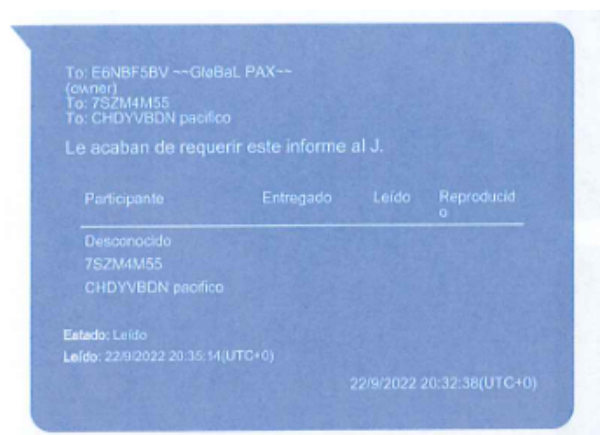 To: E6NBF5BV ~~GløBaL PAX~~
(owner)
To: 7SZM4M55
To: CHDYVBDN pacifico
Le acaban de requerir este informe al J.
Participante Entregado Leído Reproducid
o
Desconocido
7SZM4M55
CHDYVBDN pacifico
Estado: Leído
Leído: 22/9/2022 20:35:14(UTC+0)
22/9/2022 20:32:38(UTC+0)